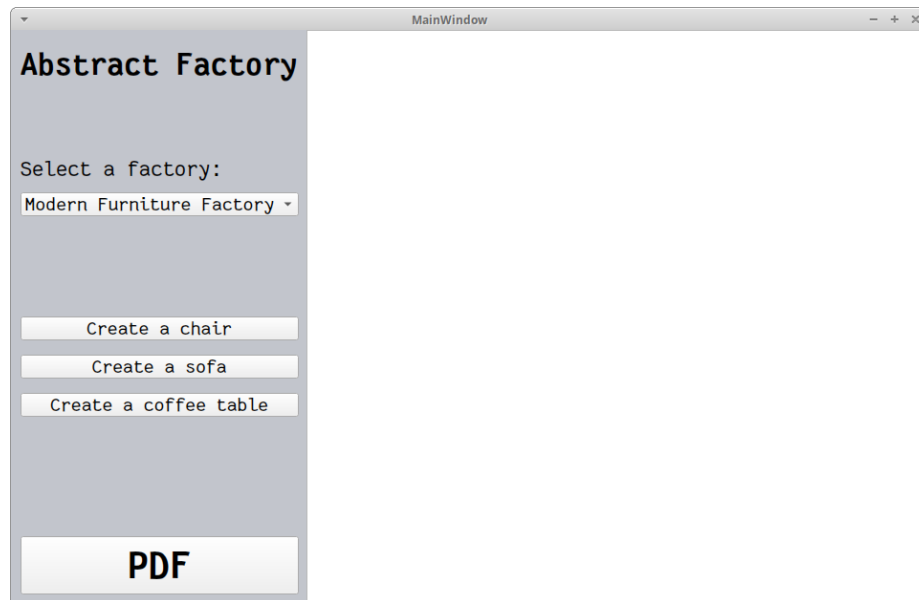 MainWindow
Abstract Factory
Select a factory:
Modern Furniture Factory
Create a chair
Create a sofa
Create a coffee table
PDF